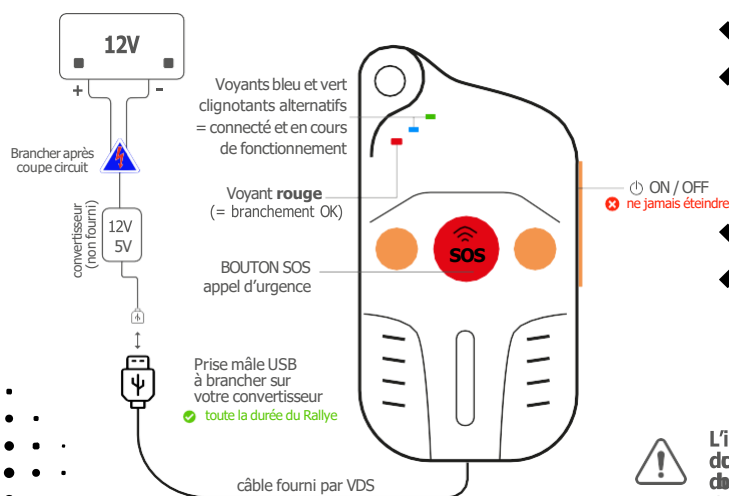 12V
+ -
Brancher après
coupe circuit
convertisseur
(non fourni)
12V
5V
Voyants bleu et vert
clignotants alternatifs
= connecté et en cours
de fonctionnement
Voyant rouge
(= branchement OK)
BOUTON SOS
appel d'urgence
SOS
ON / OFF
ne jamais éteindre
Prise mâle USB
à brancher sur
votre convertisseur
toute la durée du Rallye
câble fourni par VDS
L'i